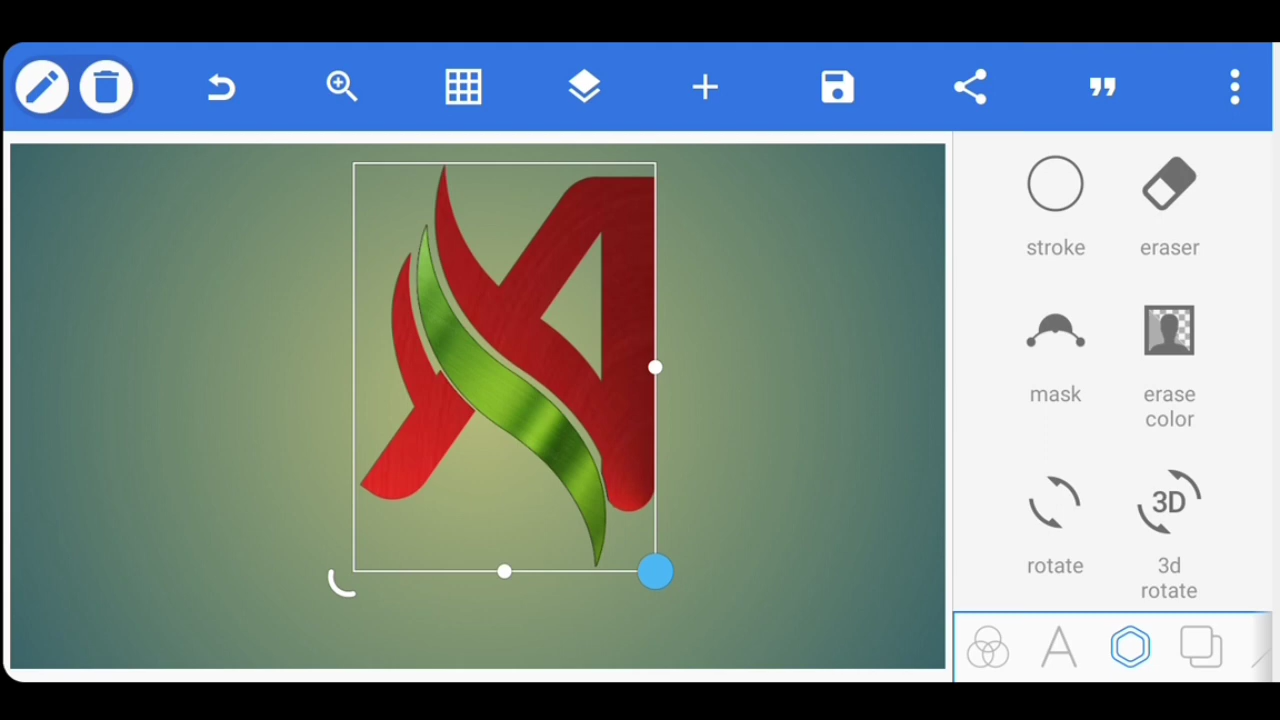 A
stroke
eraser
mask
erase
color
rotate
3D
3d
rotate
A